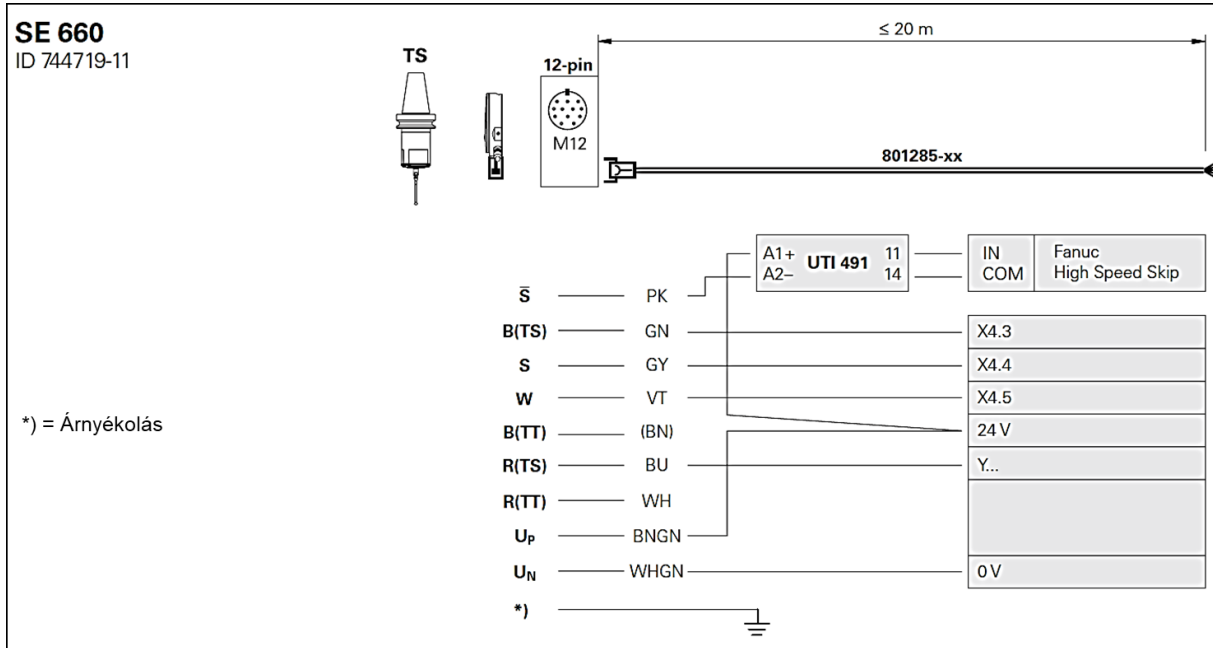 SE 660
ID 744719-11
TS
12-pin
M12
≤ 20 m
801285-xx
A1+ UTI 491 11
A2– 14
IN Fanuc
COM High Speed Skip
S̅ PK
B(TS) GN X4.3
S GY X4.4
W VT X4.5
B(TT) (BN) 24 V
R(TS) BU Y...
R(TT) WH
UP BNGN
UN WHGN 0 V
*)
*) = Árnyékolás